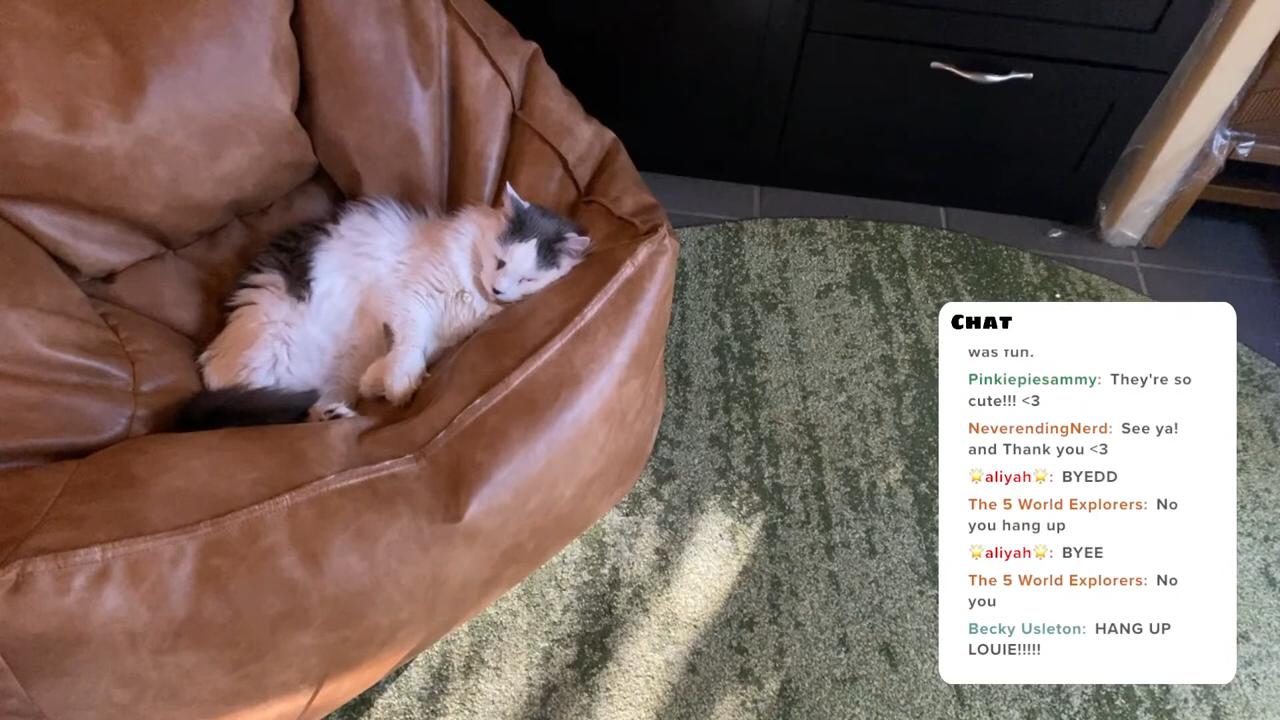 Chat
was fun.
Pinkiepiesammy: They're so
cute!!! <3
NeverendingNerd: See ya!
and Thank you <3
🌟aliyah🌟: BYEDD
The 5 World Explorers: No
you hang up
🌟aliyah🌟: BYEE
The 5 World Explorers: No
you
Becky Usleton: HANG UP
LOUIE!!!!!